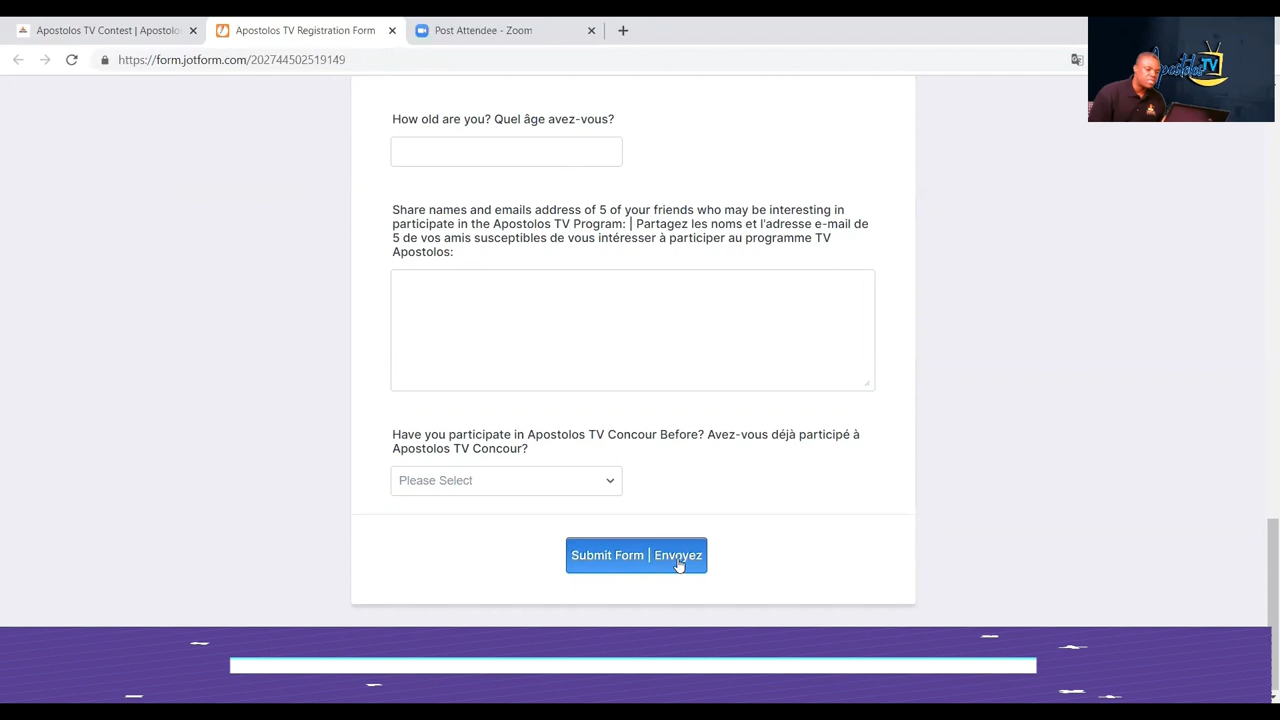 Apostolos TV Contest | Apostolo
Apostolos TV Registration Form
Post Attendee - Zoom
https://form.jotform.com/202744502519149
Apostolos TV
How old are you? Quel âge avez-vous?
Share names and emails address of 5 of your friends who may be interesting in
participate in the Apostolos TV Program: | Partagez les noms et l'adresse e-mail de
5 de vos amis susceptibles de vous intéresser à participer au programme TV
Apostolos:
Have you participate in Apostolos TV Concour Before? Avez-vous déjà participé à
Apostolos TV Concour?
Please Select
Submit Form | Envoyez